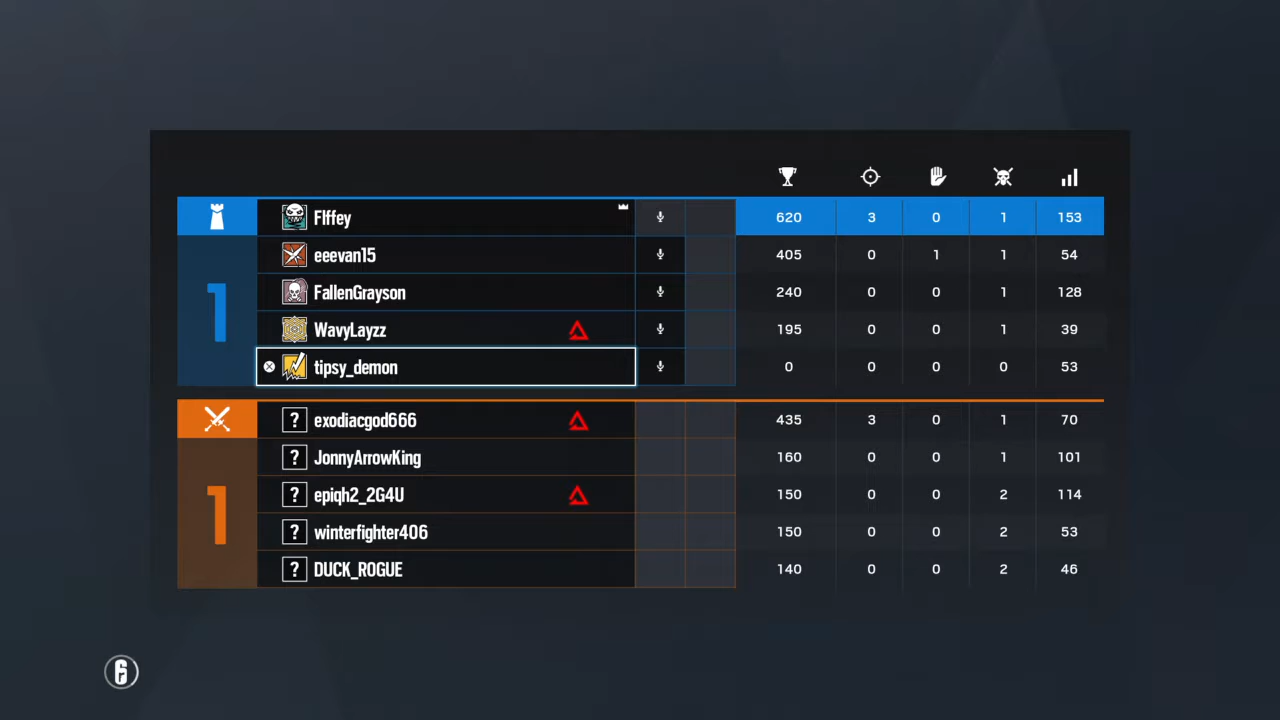 FIffey 620 3 0 1 153
eeevan15 405 0 1 1 54
1 FallenGrayson 240 0 0 1 128
WavyLayzz 195 0 0 1 39
tipsy_demon 0 0 0 0 53
exodiacgod666 435 3 0 1 70
? JonnyArrowKing 160 0 0 1 101
1 ? epiqh2_2G4U 150 0 0 2 114
? winterfighter406 150 0 0 2 53
? DUCK_ROGUE 140 0 0 2 46
6